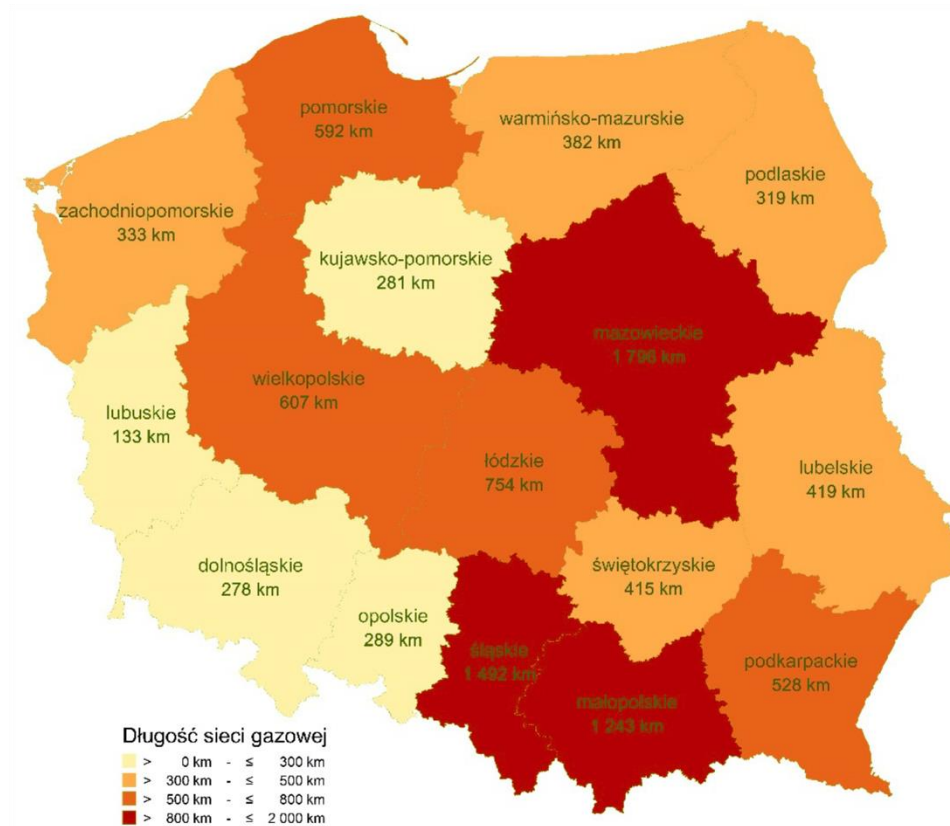 pomorskie
592 km
warmińsko-mazurskie
382 km
podlaskie
319 km
zachodniopomorskie
333 km
kujawsko-pomorskie
281 km
mazowieckie
1 796 km
wielkopolskie
607 km
lubuskie
133 km
łódzkie
754 km
lubelskie
419 km
dolnośląskie
278 km
świętokrzyskie
415 km
opolskie
289 km
śląskie
1 492 km
małopolskie
1 243 km
podkarpackie
528 km
Długość sieci gazowej
> 0 km - ≤ 300 km
> 300 km - ≤ 500 km
> 500 km - ≤ 800 km
> 800 km - ≤ 2 000 km